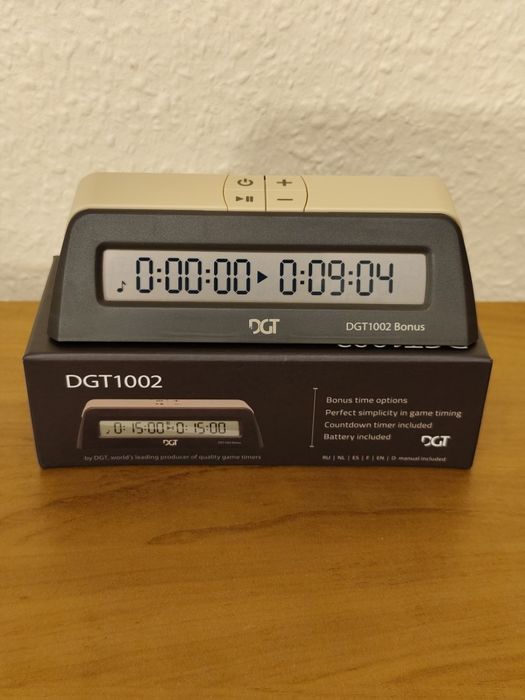 0:00:00 ▶ 0:09:04
DGT
DGT1002 Bonus
DGT1002
Bonus time options
Perfect simplicity in game timing
Countdown timer included
Battery included
0:15:00 0:15:00
DGT
DGT
by DGT, world's leading producer of quality game timers
RU | NL | ES | F | EN | D manual included